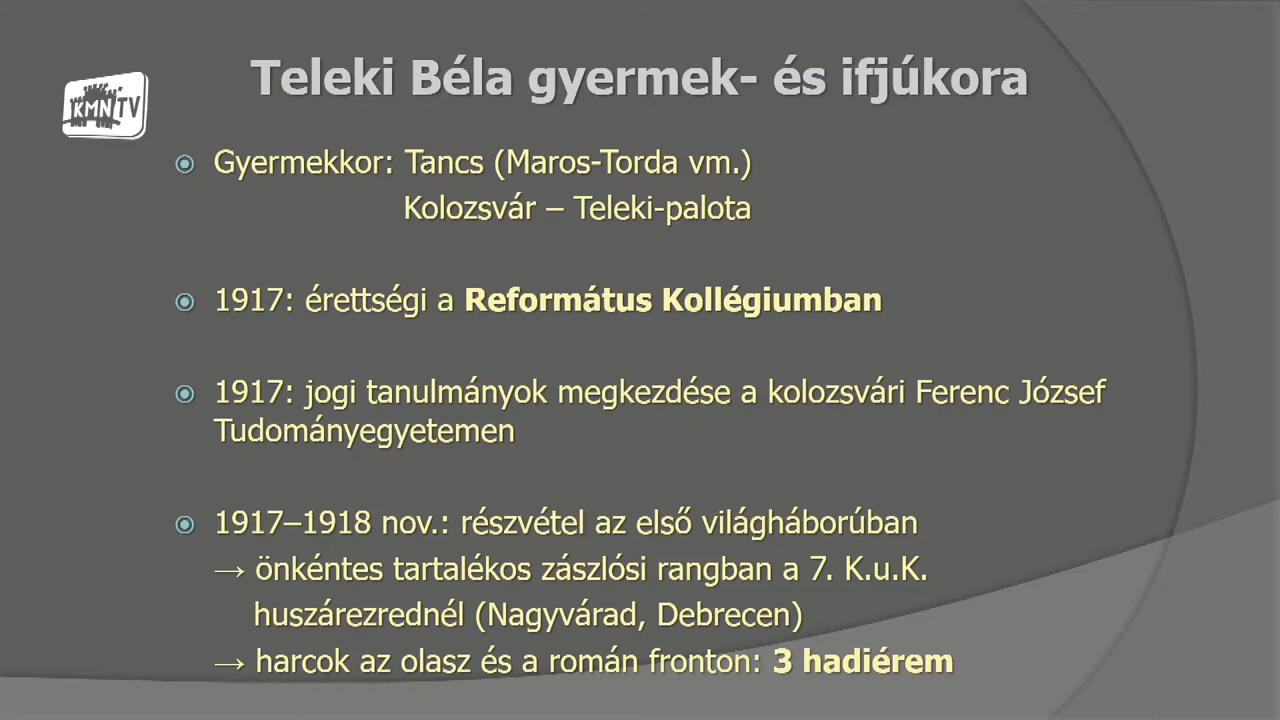 Teleki Béla gyermek- és ifjúkora
KMN TV
Gyermekkor: Tancs (Maros-Torda vm.)
Kolozsvár – Teleki-palota
1917: érettségi a Református Kollégiumban
1917: jogi tanulmányok megkezdése a kolozsvári Ferenc József
Tudományegyetemen
1917–1918 nov.: részvétel az első világháborúban
→ önkéntes tartalékos zászlósi rangban a 7. K.u.K.
huszárezrednél (Nagyvárad, Debrecen)
→ harcok az olasz és a román fronton: 3 hadiérem